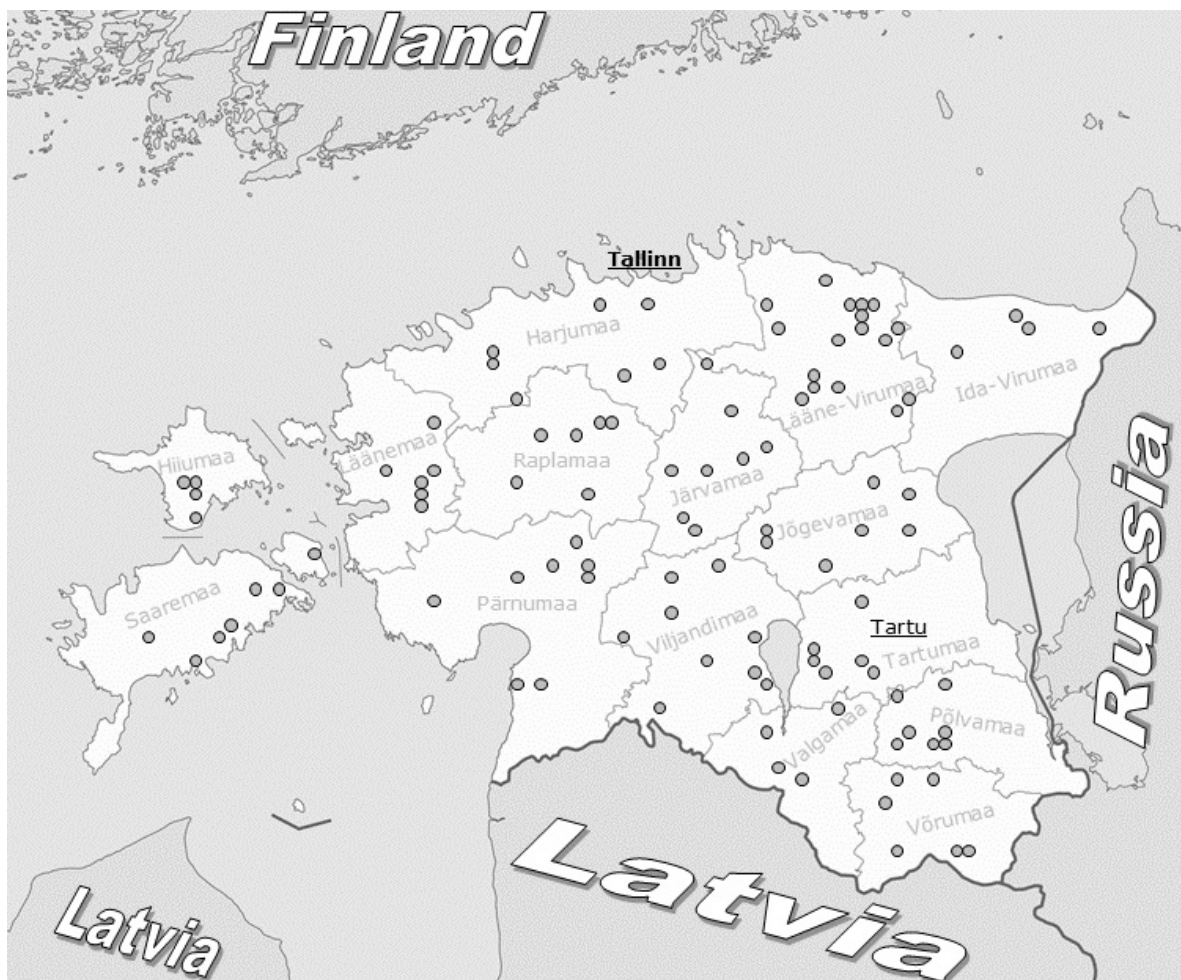 Finland
Tallinn
Harjumaa
Lääne-Virumaa
Ida-Virumaa
Läänemaa
Raplamaa
Hiiumaa
Järvamaa
Jõgevamaa
Russia
Saaremaa
Pärnumaa
Viljandimaa
Tartu
Tartumaa
Põlvamaa
Valgamaa
Võrumaa
Latvia
Latvia